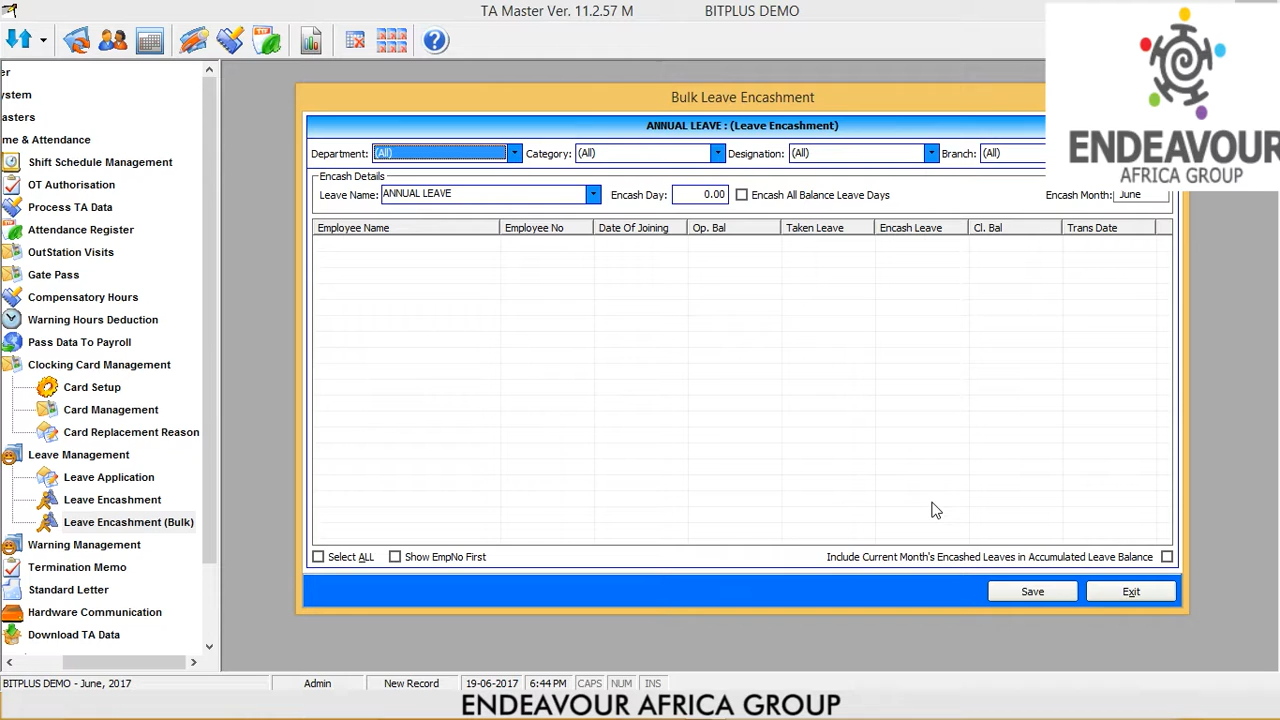 TA Master Ver. 11.2.57 M BITPLUS DEMO
ENDEAVOUR
AFRICA GROUP
ystem
asters
me & Attendance
Shift Schedule Management
OT Authorisation
Process TA Data
Attendance Register
OutStation Visits
Gate Pass
Compensatory Hours
Warning Hours Deduction
Pass Data To Payroll
Clocking Card Management
Card Setup
Card Management
Card Replacement Reason
Leave Management
Leave Application
Leave Encashment
Leave Encashment (Bulk)
Warning Management
Termination Memo
Standard Letter
Hardware Communication
Download TA Data
Bulk Leave Encashment
ANNUAL LEAVE : (Leave Encashment)
Department: (All) Category: (All) Designation: (All) Branch: (All)
Encash Details
Leave Name: ANNUAL LEAVE Encash Day: 0.00 Encash All Balance Leave Days Encash Month: June
Employee Name Employee No Date Of Joining Op. Bal Taken Leave Encash Leave Cl. Bal Trans Date
Select ALL Show EmpNo First Include Current Month's Encashed Leaves in Accumulated Leave Balance
Save Exit
BITPLUS DEMO - June, 2017 Admin New Record 19-06-2017 6:44 PM CAPS NUM INS
ENDEAVOUR AFRICA GROUP